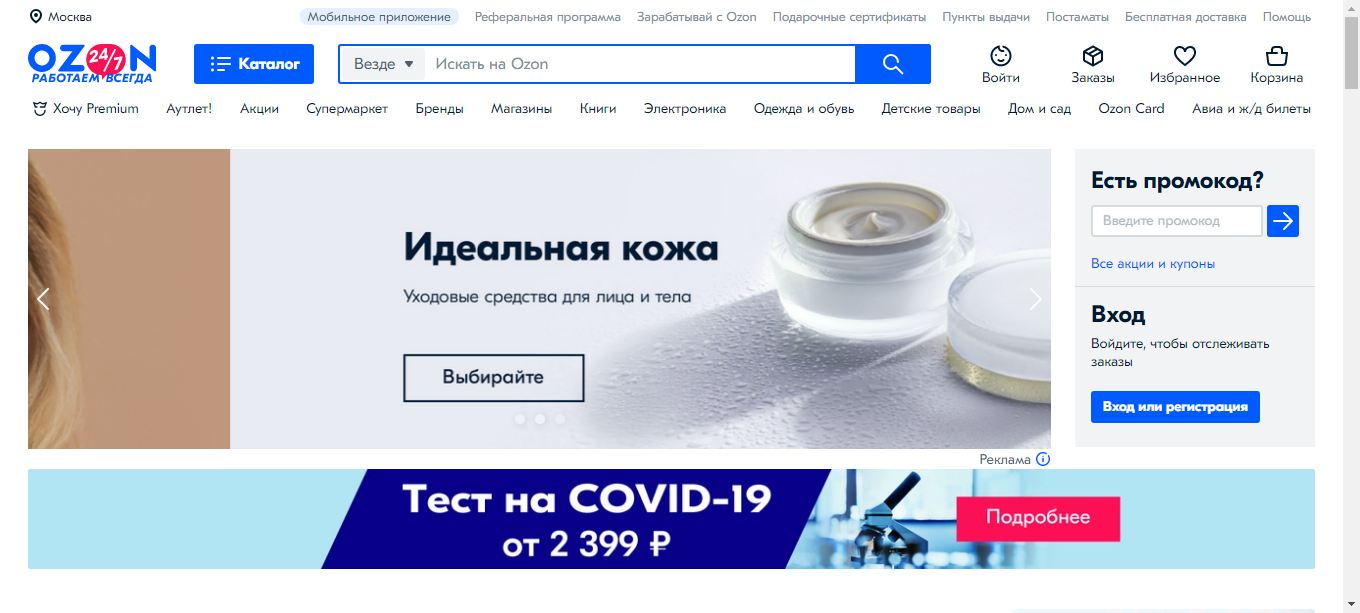 Москва
Мобильное приложение Реферальная программа Зарабатывай с Ozon Подарочные сертификаты Пункты выдачи Постаматы Бесплатная доставка Помощь
OZON
24/7
РАБОТАЕМ ВСЕГДА
Каталог
Везде
Искать на Ozon
Войти Заказы Избранное Корзина
Хочу Premium Аутлет! Акции Супермаркет Бренды Магазины Книги Электроника Одежда и обувь Детские товары Дом и сад Ozon Card Авиа и ж/д билеты
Идеальная кожа
Уходовые средства для лица и тела
Выбирайте
Есть промокод?
Введите промокод
Все акции и купоны
Вход
Войдите, чтобы отслеживать
заказы
Вход или регистрация
Реклама
Тест на COVID-19
от 2 399 ₽
Подробнее